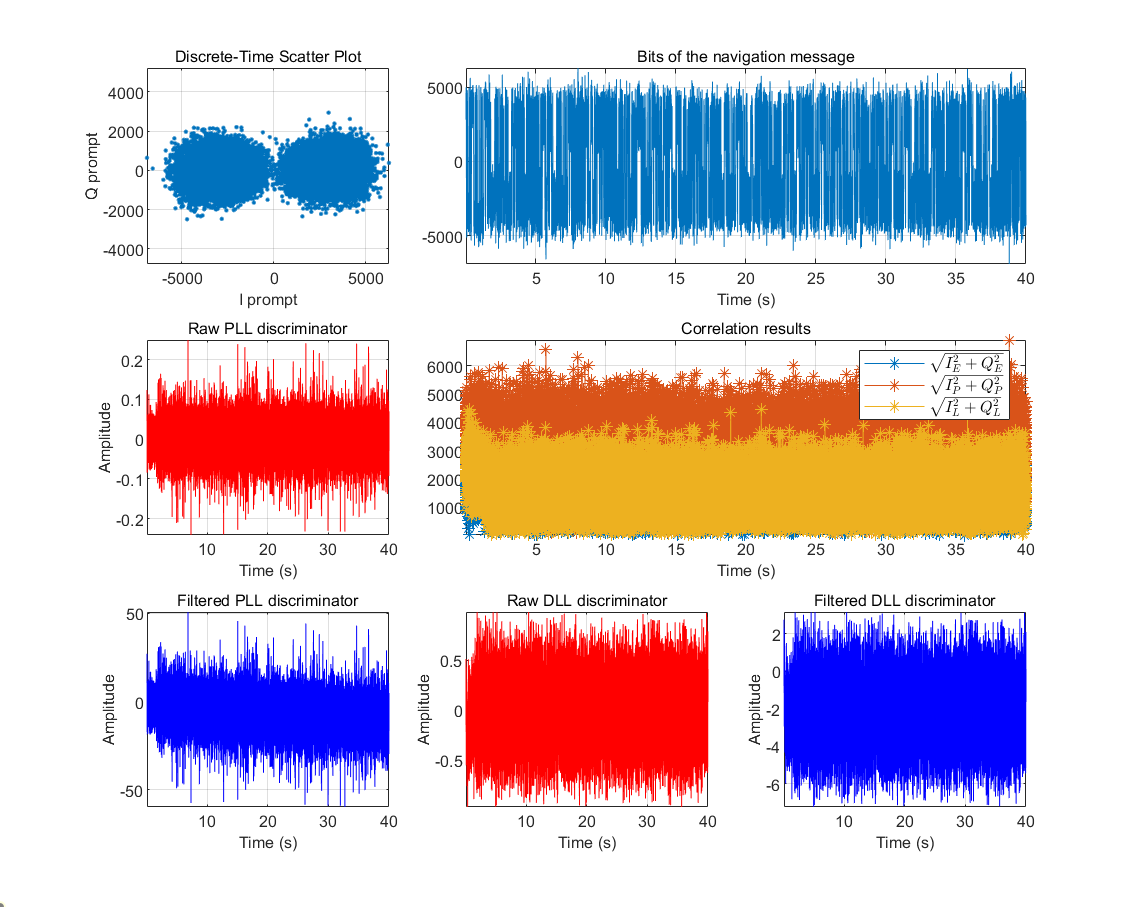 Discrete-Time Scatter Plot
4000
2000
0
-2000
-4000
Q prompt
-5000 0 5000
I prompt
Bits of the navigation message
5000
0
-5000
5 10 15 20 25 30 35 40
Time (s)
Raw PLL discriminator
0.2
0.1
0
-0.1
-0.2
Amplitude
10 20 30 40
Time (s)
Correlation results
6000
5000
4000
3000
2000
1000
√I_E^2 + Q_E^2
√I_P^2 + Q_P^2
√I_L^2 + Q_L^2
5 10 15 20 25 30 35 40
Time (s)
Filtered PLL discriminator
50
0
-50
Amplitude
10 20 30 40
Time (s)
Raw DLL discriminator
0.5
0
-0.5
Amplitude
10 20 30 40
Time (s)
Filtered DLL discriminator
2
0
-2
-4
-6
Amplitude
10 20 30 40
Time (s)